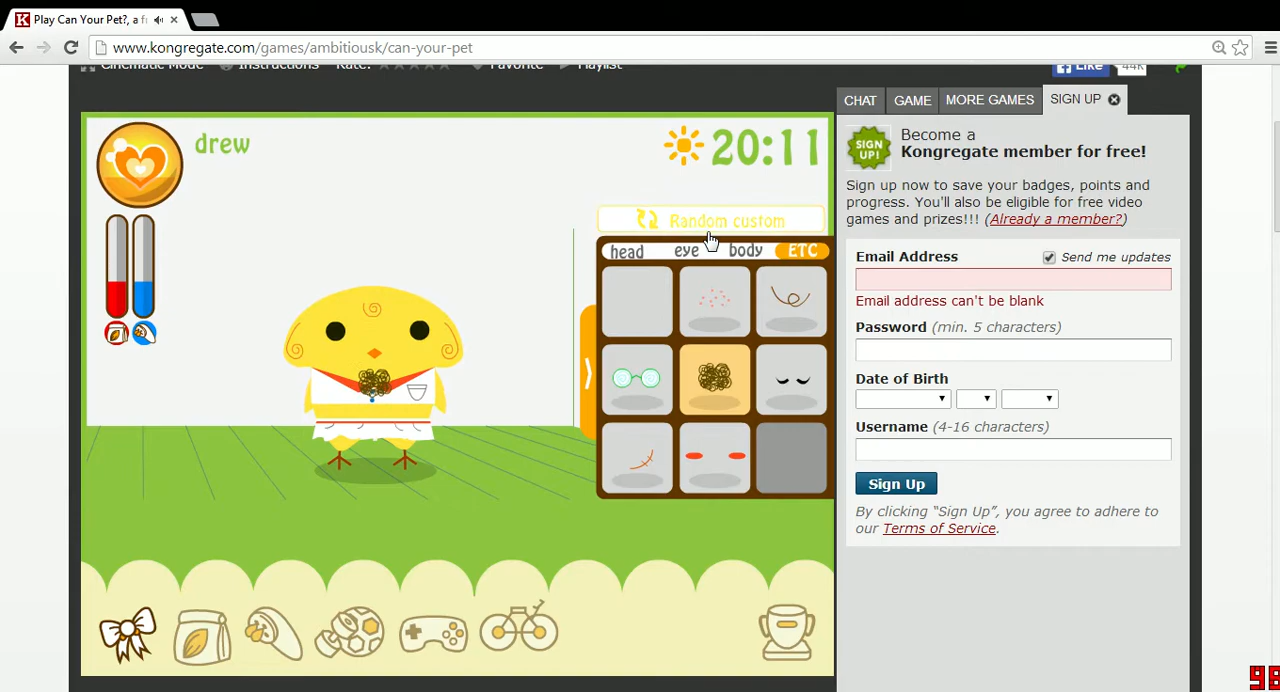 Play Can Your Pet?, a f
www.kongregate.com/games/ambitiousk/can-your-pet
Cinematic Mode Instructions Rate: Favorite Playlist
Like 44K
CHAT GAME MORE GAMES SIGN UP
drew
20:11
Random custom
head eye body ETC
SIGN UP!
Become a
Kongregate member for free!
Sign up now to save your badges, points and
progress. You'll also be eligible for free video
games and prizes!!! (Already a member?)
Email Address Send me updates
Email address can't be blank
Password (min. 5 characters)
Date of Birth
Username (4-16 characters)
Sign Up
By clicking “Sign Up”, you agree to adhere to
our Terms of Service.
98